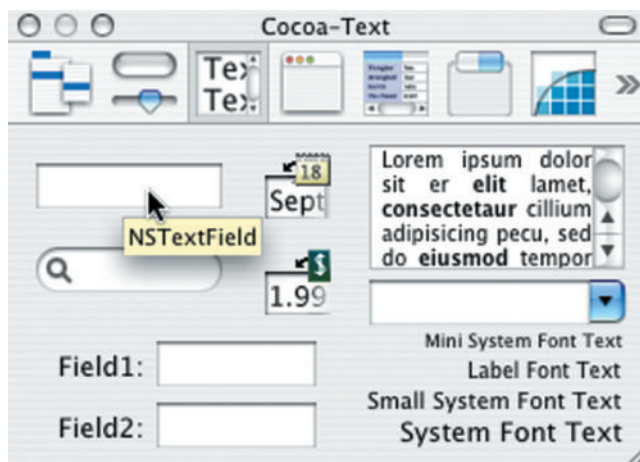 Cocoa-Text
Tex
Tex
18
Sept
NSTextField
$
1.99
Lorem ipsum dolor
sit er elit lamet,
consectetaur cillium
adipisicing pecu, sed
do eiusmod tempor
Field1:
Field2:
Mini System Font Text
Label Font Text
Small System Font Text
System Font Text